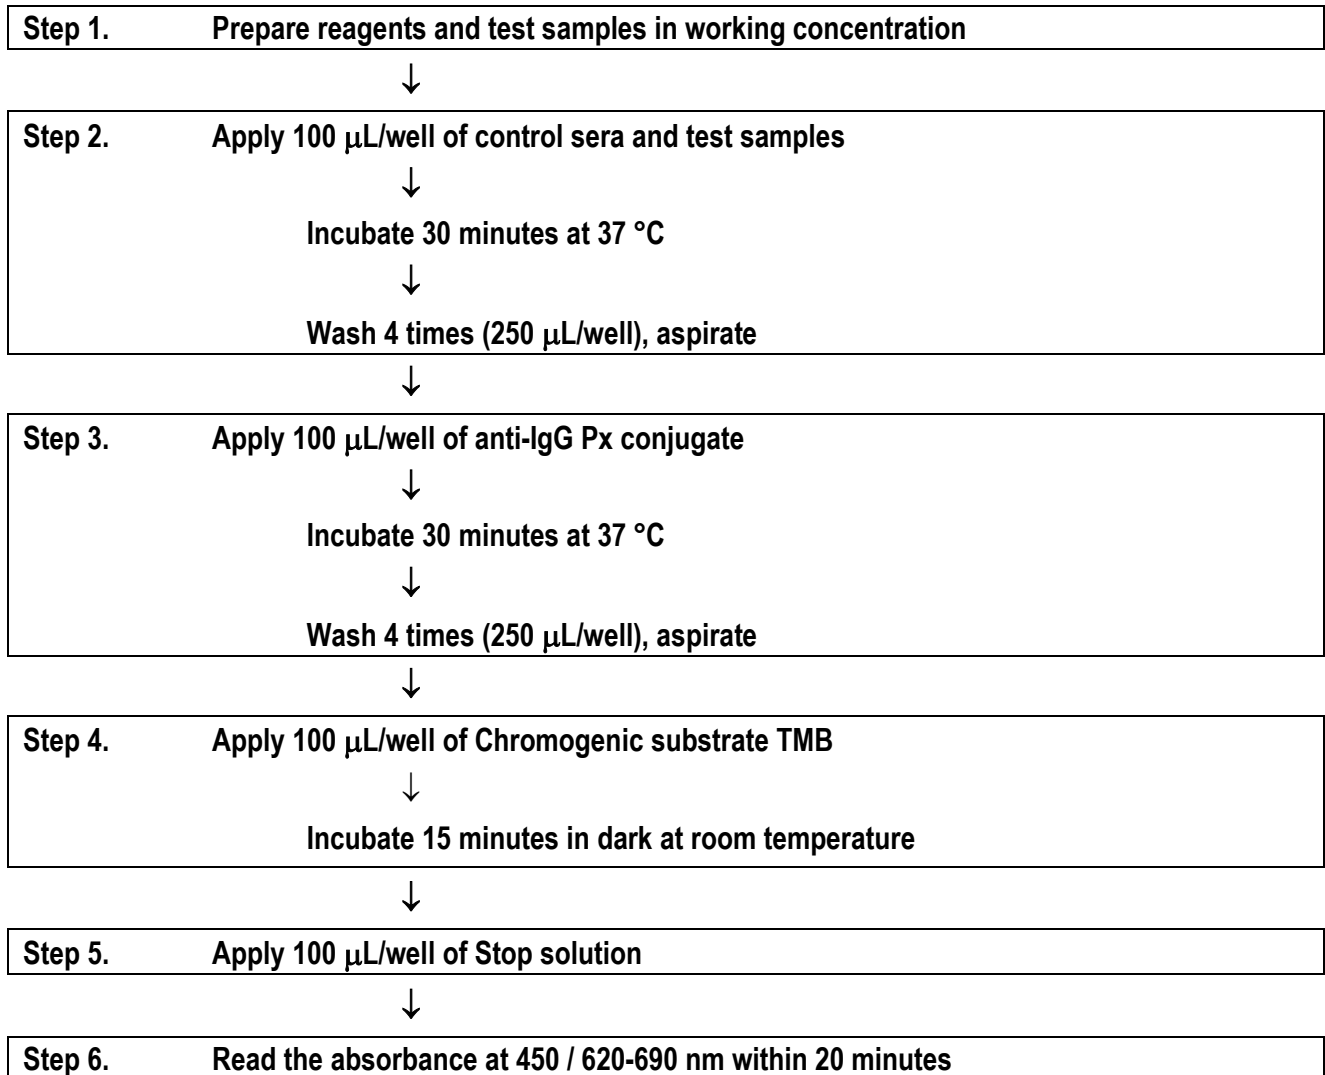 Step 1. Prepare reagents and test samples in working concentration
↓
Step 2. Apply 100 μL/well of control sera and test samples
↓
Incubate 30 minutes at 37 °C
↓
Wash 4 times (250 μL/well), aspirate
↓
Step 3. Apply 100 μL/well of anti-IgG Px conjugate
↓
Incubate 30 minutes at 37 °C
↓
Wash 4 times (250 μL/well), aspirate
↓
Step 4. Apply 100 μL/well of Chromogenic substrate TMB
↓
Incubate 15 minutes in dark at room temperature
↓
Step 5. Apply 100 μL/well of Stop solution
↓
Step 6. Read the absorbance at 450 / 620-690 nm within 20 minutes